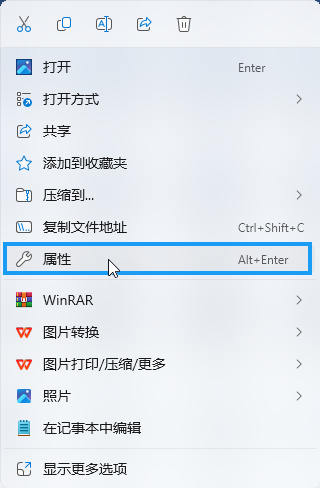 打开 Enter
打开方式
共享
添加到收藏夹
压缩到...
复制文件地址 Ctrl+Shift+C
属性 Alt+Enter
WinRAR
图片转换
图片打印/压缩/更多
照片
在记事本中编辑
显示更多选项